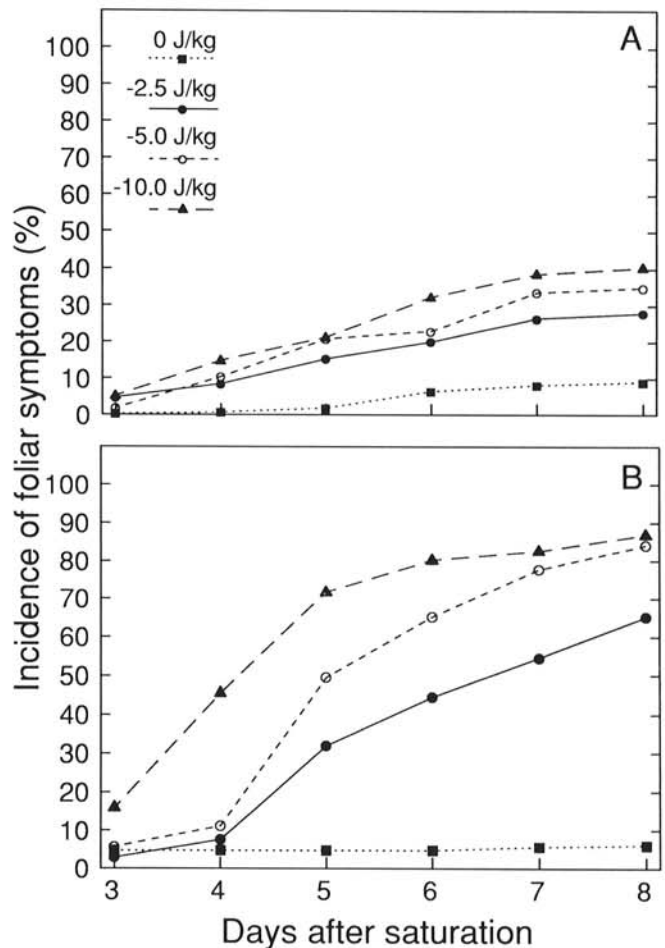 Incidence of foliar symptoms (%)
A
100
90
80
70
60
50
40
30
20
10
0
0 J/kg
-2.5 J/kg
-5.0 J/kg
-10.0 J/kg
B
100
90
80
70
60
50
40
30
20
10
0
3 4 5 6 7 8
Days after saturation